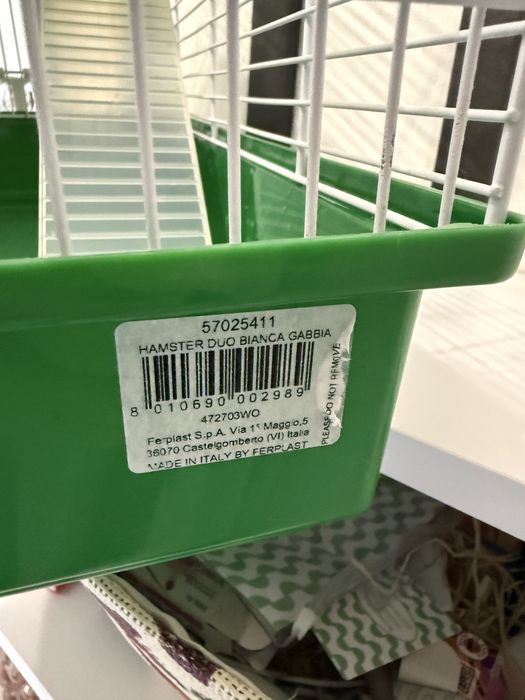 57025411
HAMSTER DUO BIANCA GABBIA
8 010690 002989
472703WO
Ferplast S.p.A. Via 1° Maggio,5
36070 Castelgomberto (VI) Italia
MADE IN ITALY BY FERPLAST
PLEASE DO NOT REMOVE